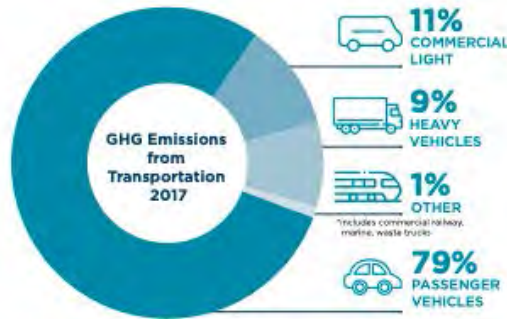 GHG Emissions
from
Transportation
2017
11%
COMMERCIAL
LIGHT
9%
HEAVY
VEHICLES
1%
OTHER
*includes commercial railway,
marine, waste trucks
79%
PASSENGER
VEHICLES